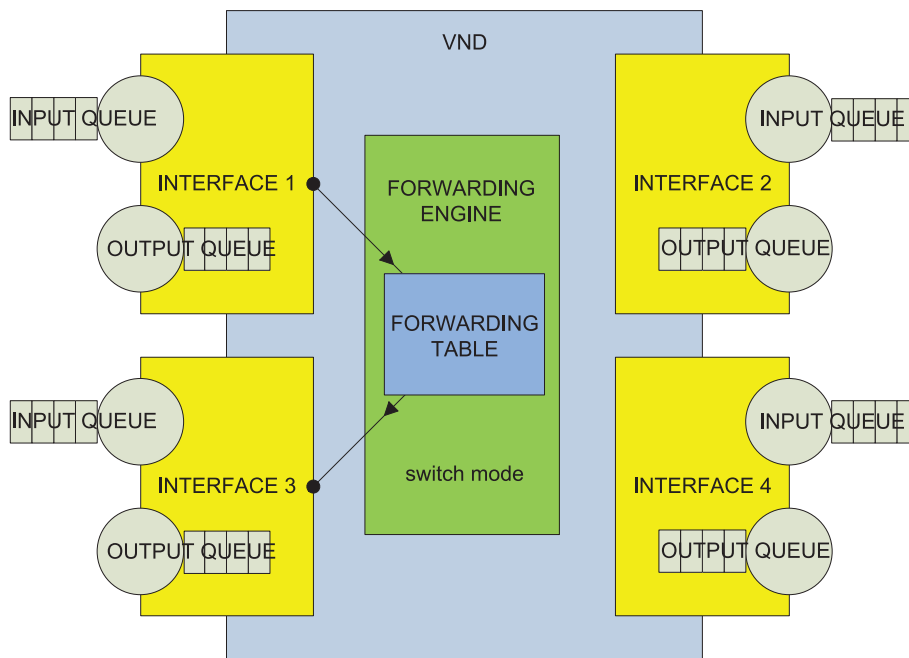 VND
INPUT QUEUE
INPUT QUEUE
INTERFACE 1
INTERFACE 2
FORWARDING
ENGINE
OUTPUT QUEUE
OUTPUT QUEUE
FORWARDING
TABLE
INPUT QUEUE
INPUT QUEUE
INTERFACE 3
switch mode
INTERFACE 4
OUTPUT QUEUE
OUTPUT QUEUE